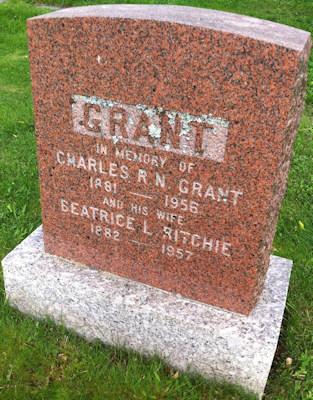 GRANT
IN MEMORY OF
CHARLES R.N. GRANT
1881 — 1956
AND HIS WIFE
BEATRICE L. RITCHIE
1882 — 1957